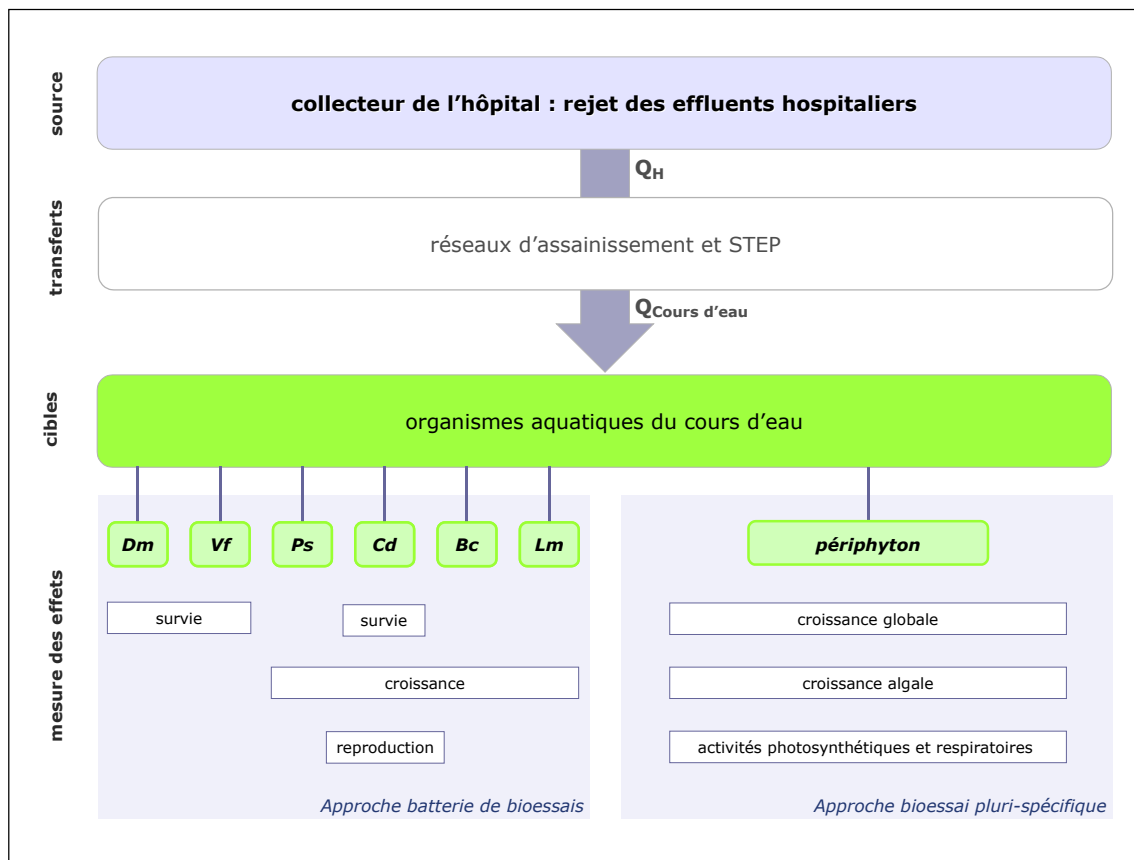 source
collecteur de l'hôpital : rejet des effluents hospitaliers
QH
transferts
réseaux d'assainissement et STEP
QCours d'eau
cibles
organismes aquatiques du cours d'eau
mesure des effets
Dm
Vf
Ps
Cd
Bc
Lm
survie
survie
croissance
reproduction
Approche batterie de bioessais
périphyton
croissance globale
croissance algale
activités photosynthétiques et respiratoires
Approche bioessai pluri-spécifique